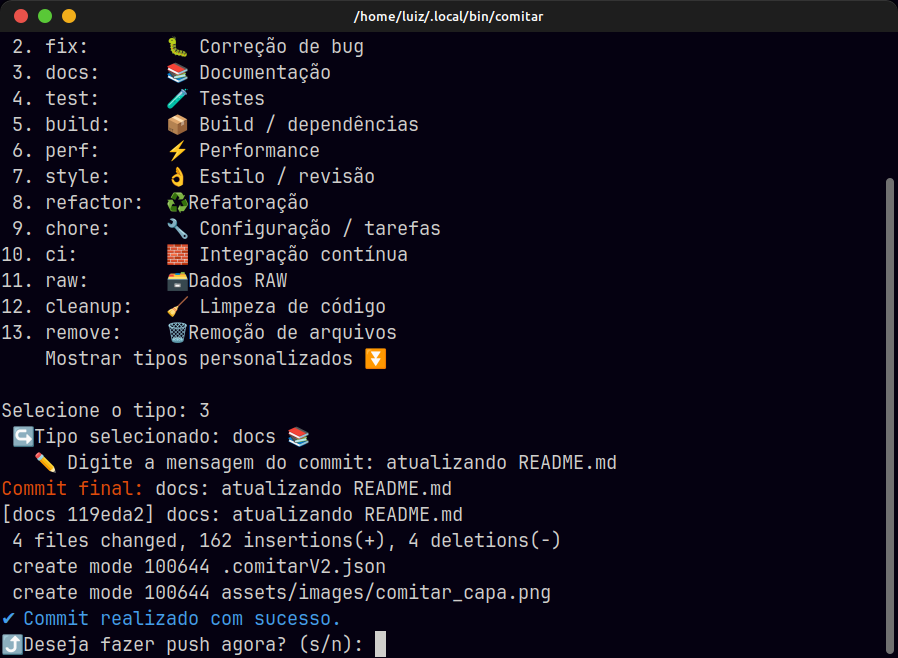 /home/luiz/.local/bin/comitar
2. fix: 🐛 Correção de bug
3. docs: 📚 Documentação
4. test: 🧪 Testes
5. build: 📦 Build / dependências
6. perf: ⚡ Performance
7. style: 👌 Estilo / revisão
8. refactor: ♻️Refatoração
9. chore: 🔧 Configuração / tarefas
10. ci: 🧱 Integração contínua
11. raw: 🗃️Dados RAW
12. cleanup: 🧹 Limpeza de código
13. remove: 🗑️Remoção de arquivos
Mostrar tipos personalizados ⏬
Selecione o tipo: 3
↪️Tipo selecionado: docs 📚
✏️ Digite a mensagem do commit: atualizando README.md
Commit final: docs: atualizando README.md
[docs 119eda2] docs: atualizando README.md
4 files changed, 162 insertions(+), 4 deletions(-)
create mode 100644 .comitarV2.json
create mode 100644 assets/images/comitar_capa.png
✔ Commit realizado com sucesso.
⤴️Deseja fazer push agora? (s/n):